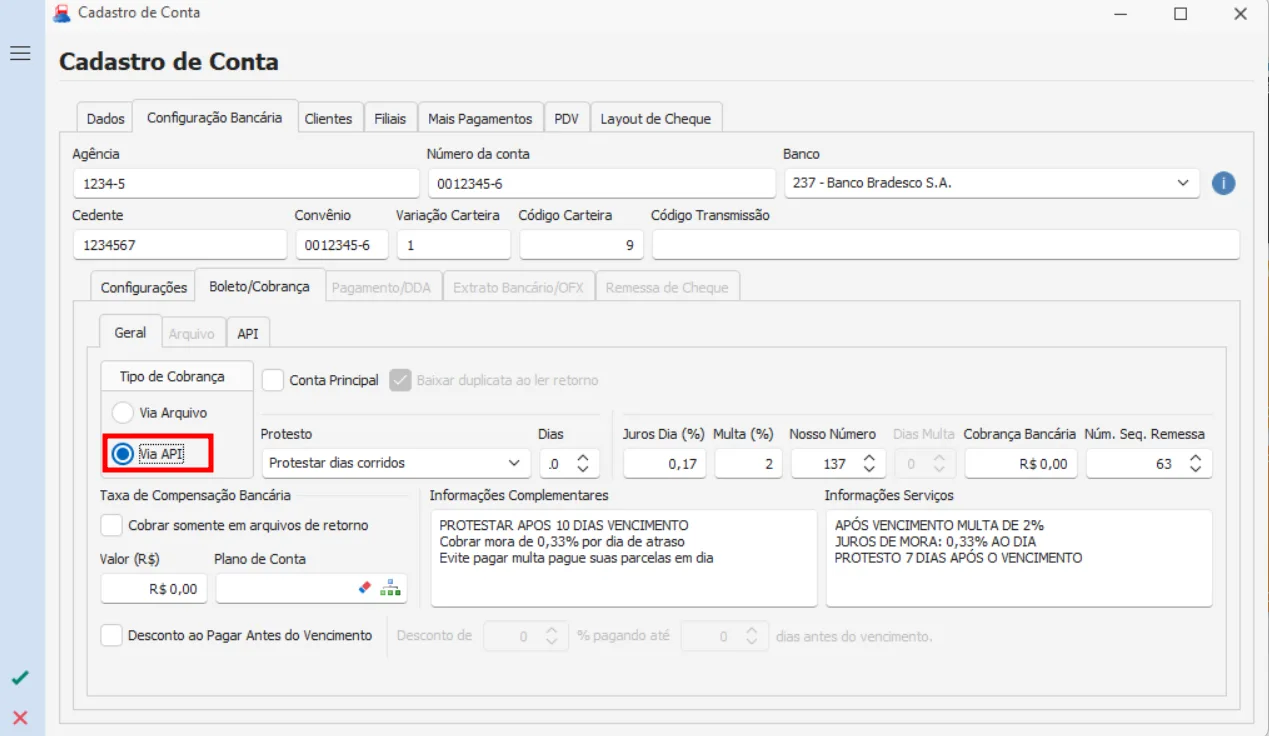 Cadastro de Conta
Cadastro de Conta
Dados Configuração Bancária Clientes Filiais Mais Pagamentos PDV Layout de Cheque
Agência Número da conta Banco
1234-5 0012345-6 237 - Banco Bradesco S.A.
Cedente Convênio Variação Carteira Código Carteira Código Transmissão
1234567 0012345-6 1 9
Configurações Boleto/Cobrança Pagamento/DDA Extrato Bancário/OFX Remessa de Cheque
Geral Arquivo API
Tipo de Cobrança Conta Principal Baixar duplicata ao ler retorno
Via Arquivo
Protesto Dias Juros Dia (%) Multa (%) Nosso Número Dias Multa Cobrança Bancária Núm. Seq. Remessa
Via API Protestar dias corridos .0 0,17 2 137 0 R$ 0,00 63
Taxa de Compensação Bancária Informações Complementares Informações Serviços
Cobrar somente em arquivos de retorno
PROTESTAR APOS 10 DIAS VENCIMENTO
Cobrar mora de 0,33% por dia de atraso
Evite pagar multa pague suas parcelas em dia
APÓS VENCIMENTO MULTA DE 2%
JUROS DE MORA: 0,33% AO DIA
PROTESTO 7 DIAS APÓS O VENCIMENTO
Valor (R$) Plano de Conta
R$ 0,00
Desconto ao Pagar Antes do Vencimento Desconto de 0 % pagando até 0 dias antes do vencimento.